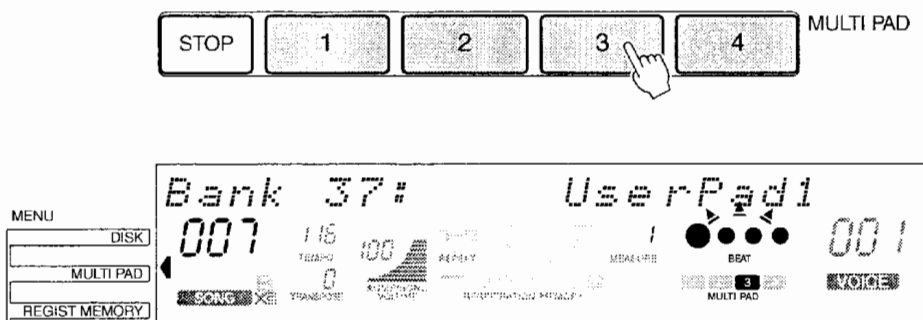 STOP 1 2 3 4 MULTI PAD
Bank 37: UserPad1
MENU
DISK
MULTI PAD
REGIST MEMORY
007 116 100 1 001
TEMPO MEASURE BEAT
0
SONG TRANSPOSE 3 VOICE
MULTI PAD